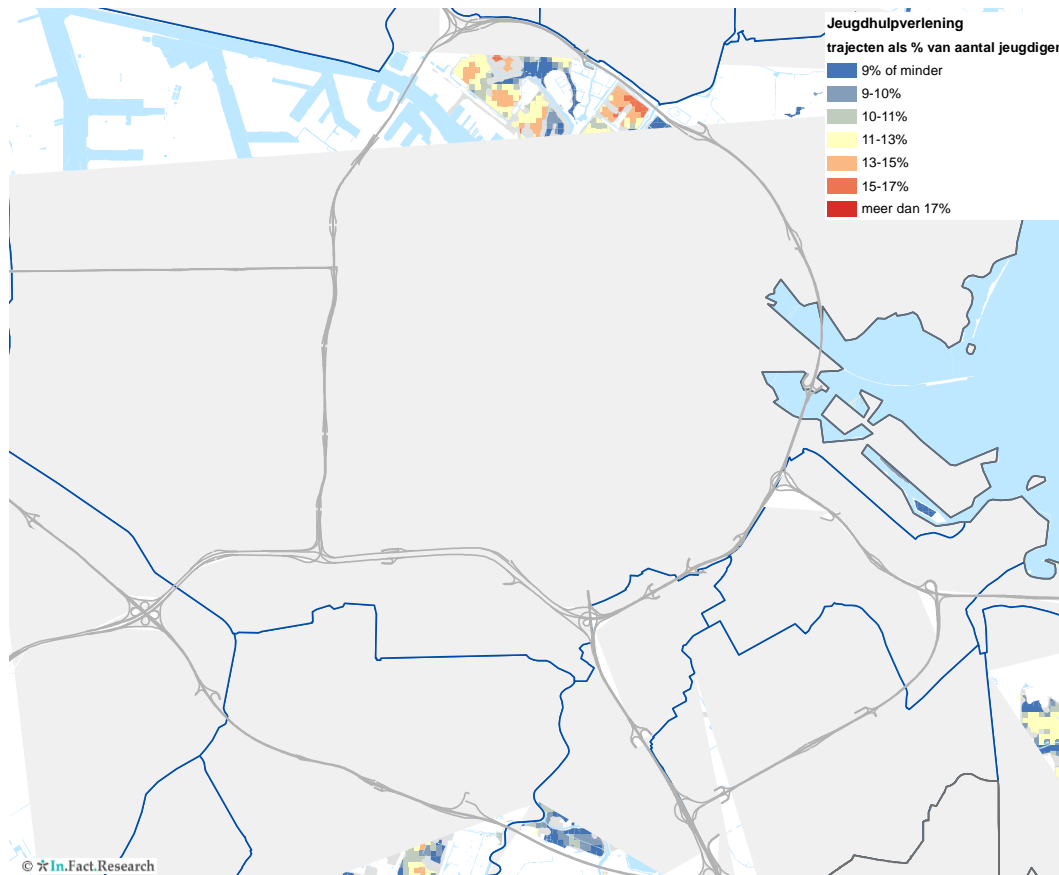 Jeugdhulpverlening
trajecten als % van aantal jeugdigen
9% of minder
9-10%
10-11%
11-13%
13-15%
15-17%
meer dan 17%
© In.Fact.Research